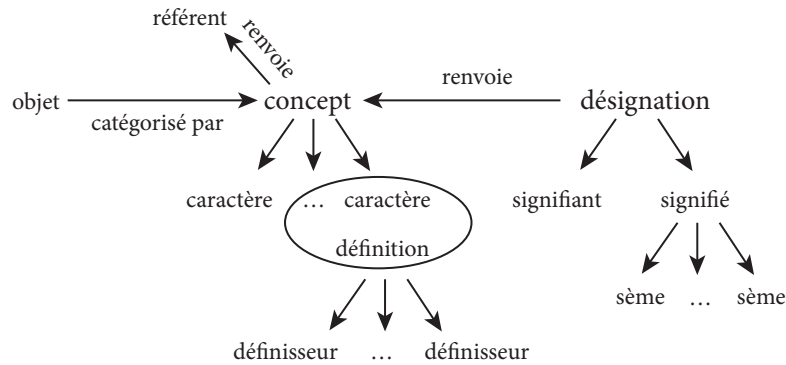 référent
renvoie
renvoie
objet
concept
désignation
catégorisé par
caractère … caractère
signifiant
signifié
définition
sème … sème
définisseur … définisseur